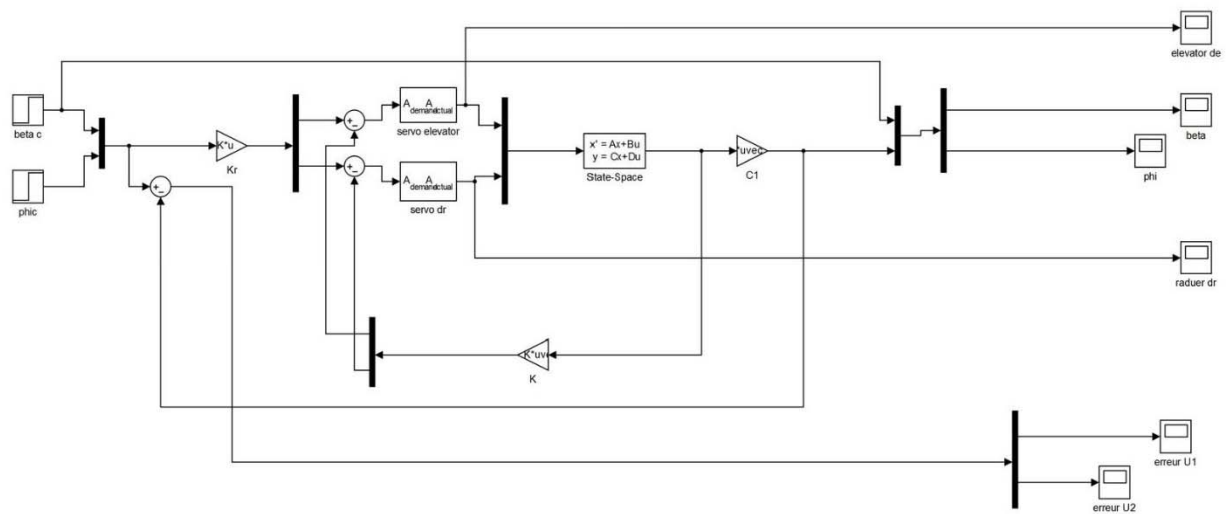 elevator de
beta c
phic
K*u
Kr
+
−
+
−
+
−
servo elevator
servo dr
x' = Ax+Bu
y = Cx+Du
State-Space
C1
beta
phi
raduer dr
K*uv
K
erreur U1
erreur U2